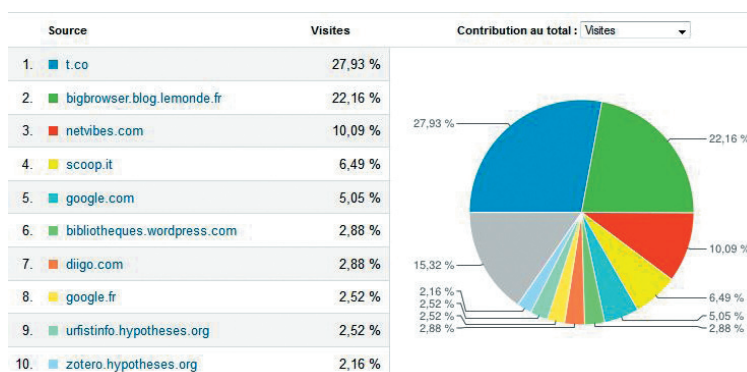 Source Visites Contribution au total : Visites
1. t.co 27,93 %
2. bigbrowser.blog.lemonde.fr 22,16 %
3. netvibes.com 10,09 %
4. scoop.it 6,49 %
5. google.com 5,05 %
6. bibliotheques.wordpress.com 2,88 %
7. diigo.com 2,88 %
8. google.fr 2,52 %
9. urfistinfo.hypotheses.org 2,52 %
10. zotero.hypotheses.org 2,16 %
27,93 %
22,16 %
10,09 %
15,32 %
2,16 %
6,49 %
2,52 %
2,52 %
5,05 %
2,88 %
2,88 %